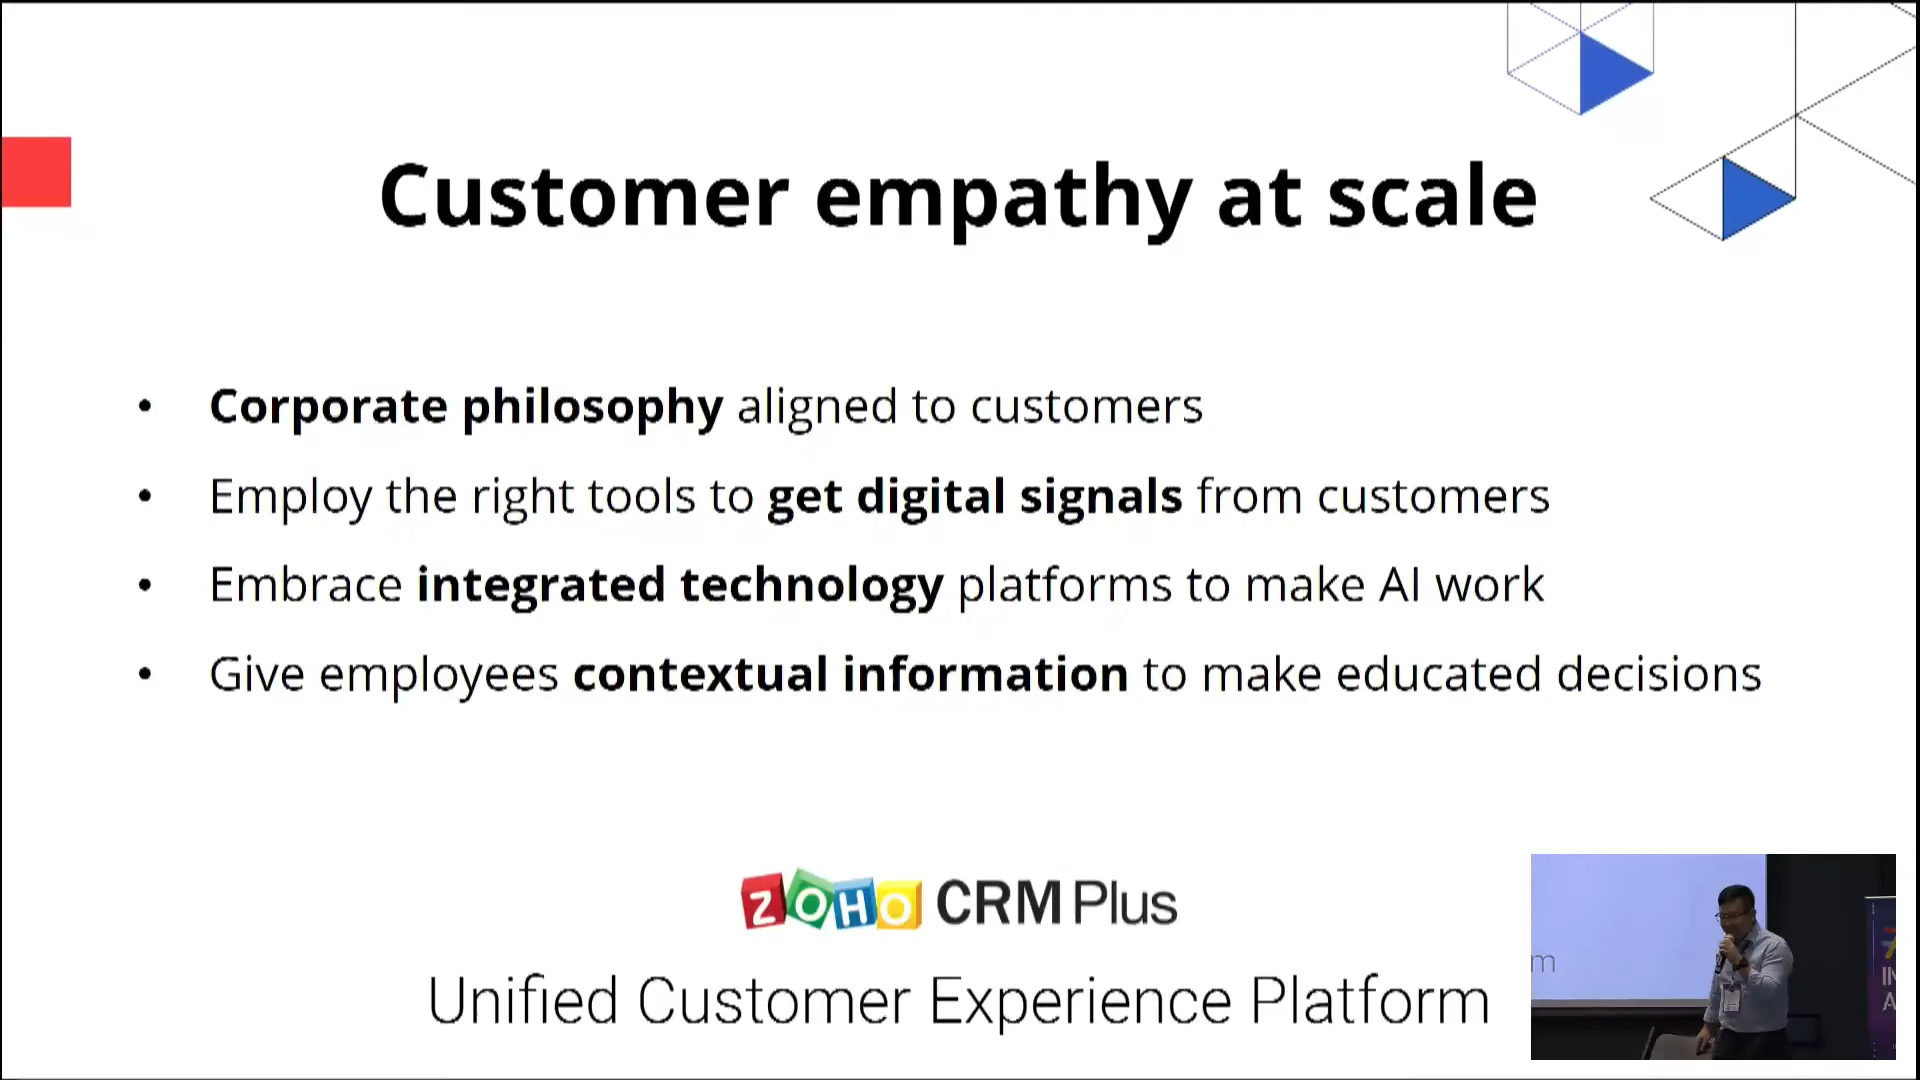 Customer empathy at scale
• Corporate philosophy aligned to customers
• Employ the right tools to get digital signals from customers
• Embrace integrated technology platforms to make AI work
• Give employees contextual information to make educated decisions
ZOHO CRM Plus
Unified Customer Experience Platform